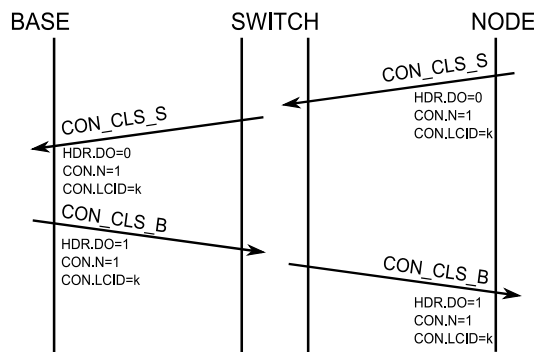 BASE SWITCH NODE
CON_CLS_S
HDR.DO=0
CON.N=1
CON.LCID=k
CON_CLS_S
HDR.DO=0
CON.N=1
CON.LCID=k
CON_CLS_B
HDR.DO=1
CON.N=1
CON.LCID=k
CON_CLS_B
HDR.DO=1
CON.N=1
CON.LCID=k